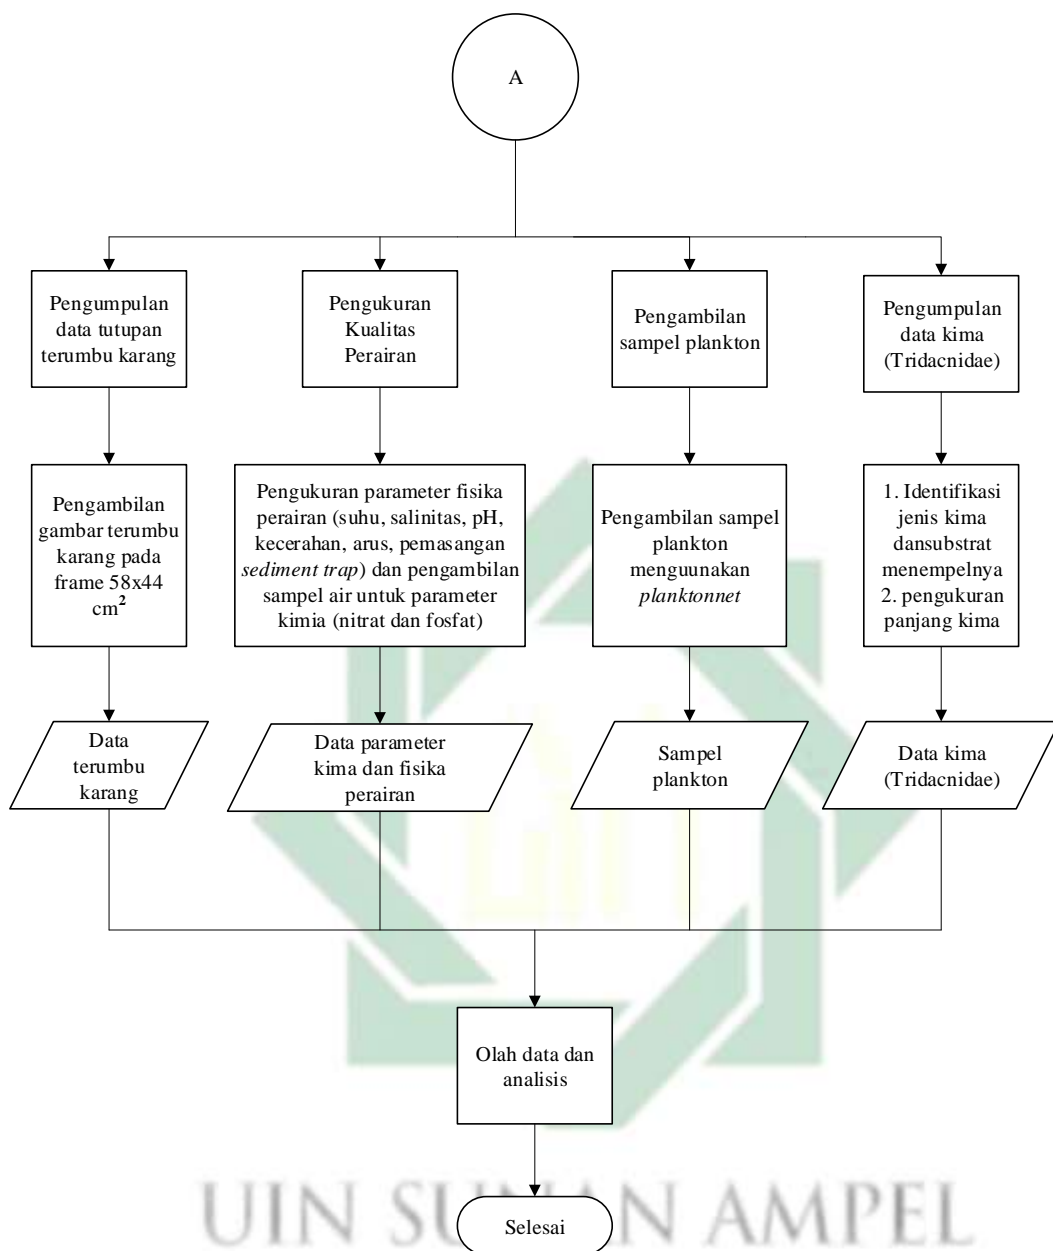 A
Pengumpulan
data tutupan
terumbu karang
Pengukuran
Kualitas
Perairan
Pengambilan
sampel plankton
Pengumpulan
data kima
(Tridacnidae)
Pengambilan
gambar terumbu
karang pada
frame 58x44
cm²
Pengukuran parameter fisika
perairan (suhu, salinitas, pH,
kecerahan, arus, pemasangan
sediment trap) dan pengambilan
sampel air untuk parameter
kimia (nitrat dan fosfat)
Pengambilan sampel
plankton
menguunakan
planktonnet
1. Identifikasi
jenis kima
dansubstrat
menempelnya
2. pengukuran
panjang kima
Data
terumbu
karang
Data parameter
kima dan fisika
perairan
Sampel
plankton
Data kima
(Tridacnidae)
Olah data dan
analisis
Selesai
UIN SUNAN AMPEL